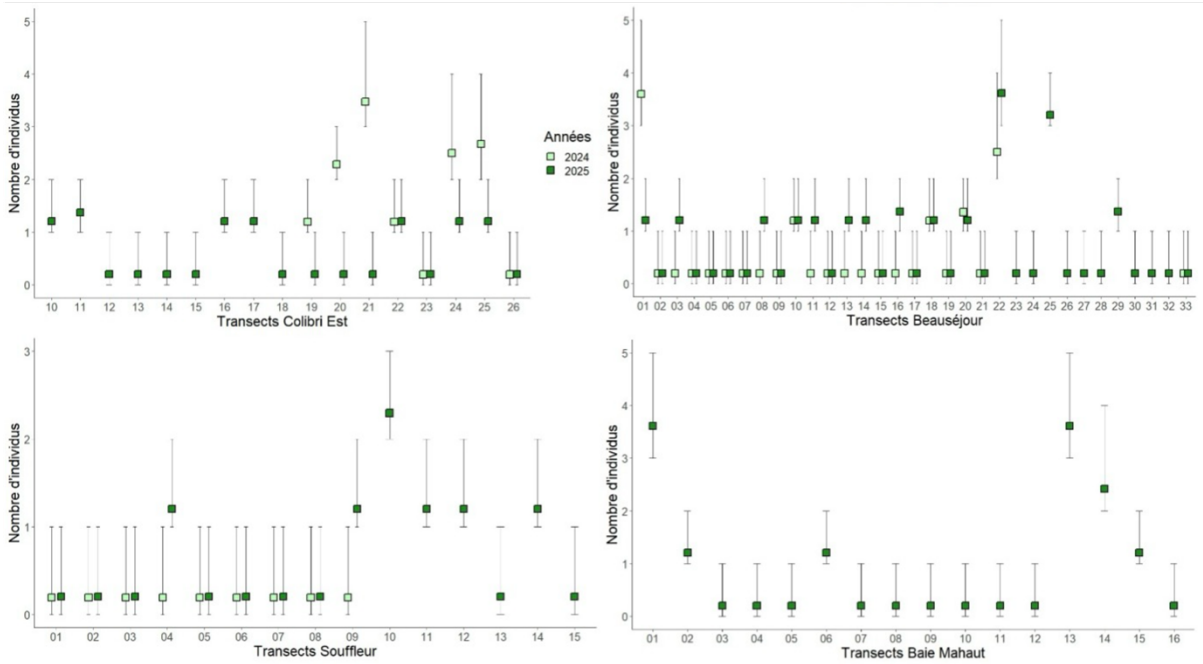 Nombre d'individus
5
4
3
2
1
0
10 11 12 13 14 15 16 17 18 19 20 21 22 23 24 25 26
Transects Colibri Est
Années
2024
2025
Nombre d'individus
5
4
3
2
1
0
01 02 03 04 05 06 07 08 09 10 11 12 13 14 15 16 17 18 19 20 21 22 23 24 25 26 27 28 29 30 31 32 33
Transects Beauséjour
Nombre d'individus
3
2
1
0
01 02 03 04 05 06 07 08 09 10 11 12 13 14 15
Transects Souffleur
Nombre d'individus
5
4
3
2
1
0
01 02 03 04 05 06 07 08 09 10 11 12 13 14 15 16
Transects Baie Mahaut